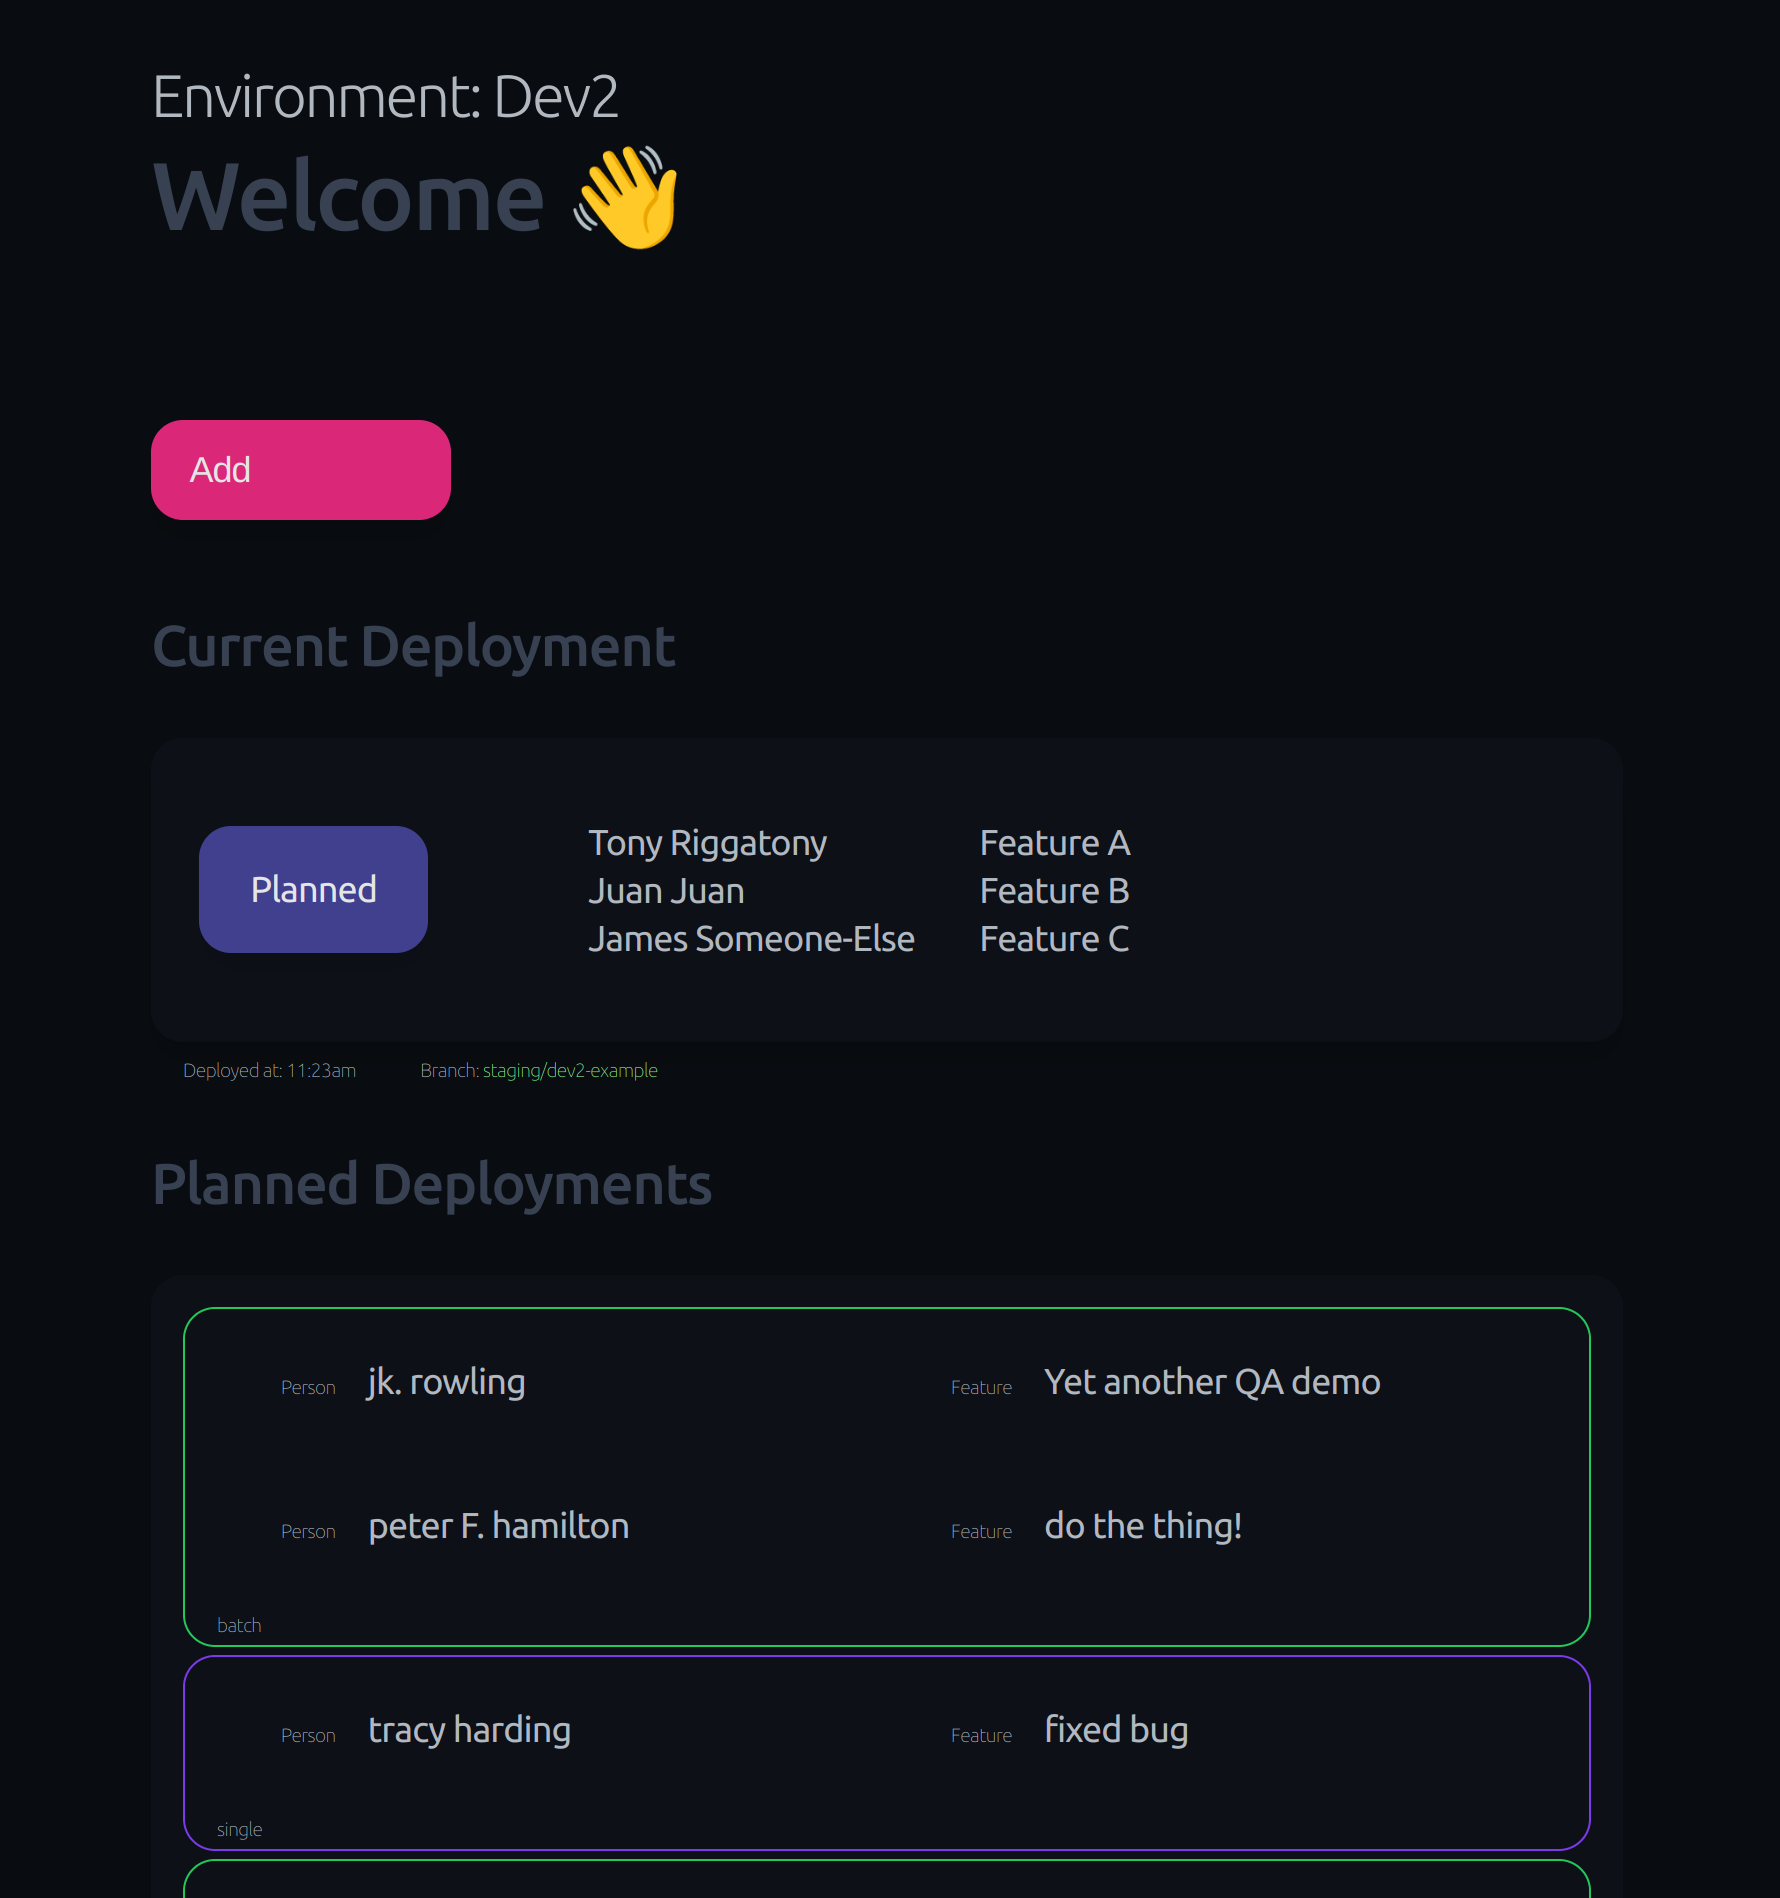 Environment: Dev2
Welcome 👋
Add
Current Deployment
Planned
Tony Riggatony Feature A
Juan Juan Feature B
James Someone-Else Feature C
Deployed at: 11:23am Branch: staging/dev2-example
Planned Deployments
Person jk. rowling Feature Yet another QA demo
Person peter F. hamilton Feature do the thing!
batch
Person tracy harding Feature fixed bug
single